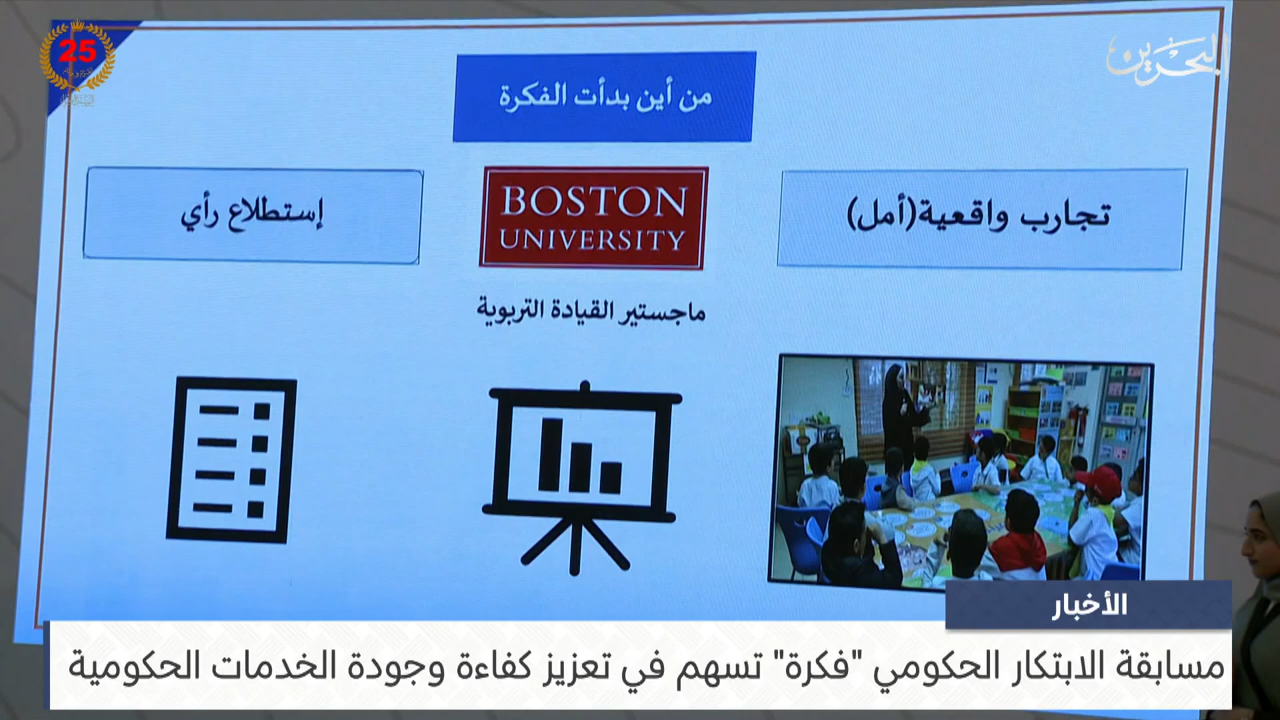 25
البحرين
من أين بدأت الفكرة
تجارب واقعية(أمل)
BOSTON
UNIVERSITY
إستطلاع رأي
ماجستير القيادة التربوية
الأخبار
مسابقة الابتكار الحكومي "فكرة" تسهم في تعزيز كفاءة وجودة الخدمات الحكومية